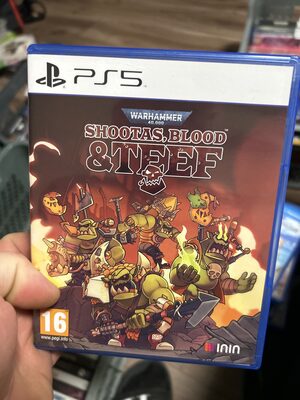 PS5
WARHAMMER
40,000
SHOOTAS, BLOOD
& TEEF
16
www.pegi.info
ININ